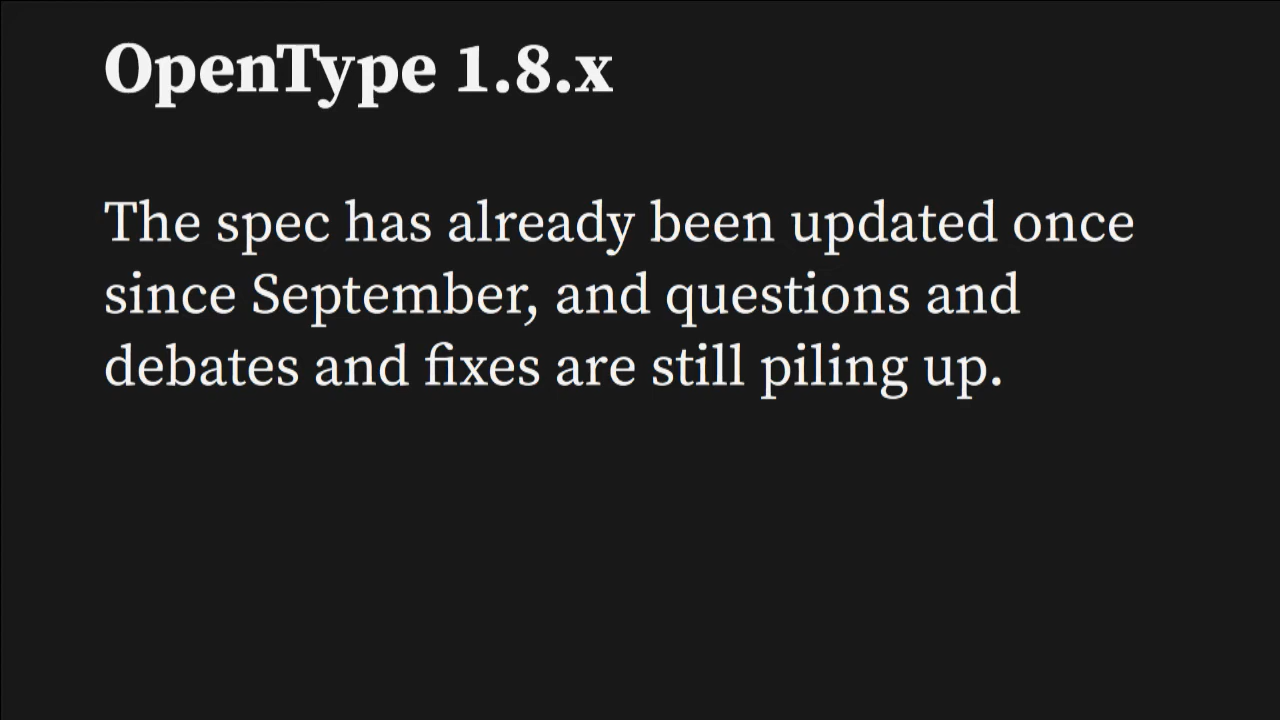 OpenType 1.8.x
The spec has already been updated once
since September, and questions and
debates and fixes are still piling up.